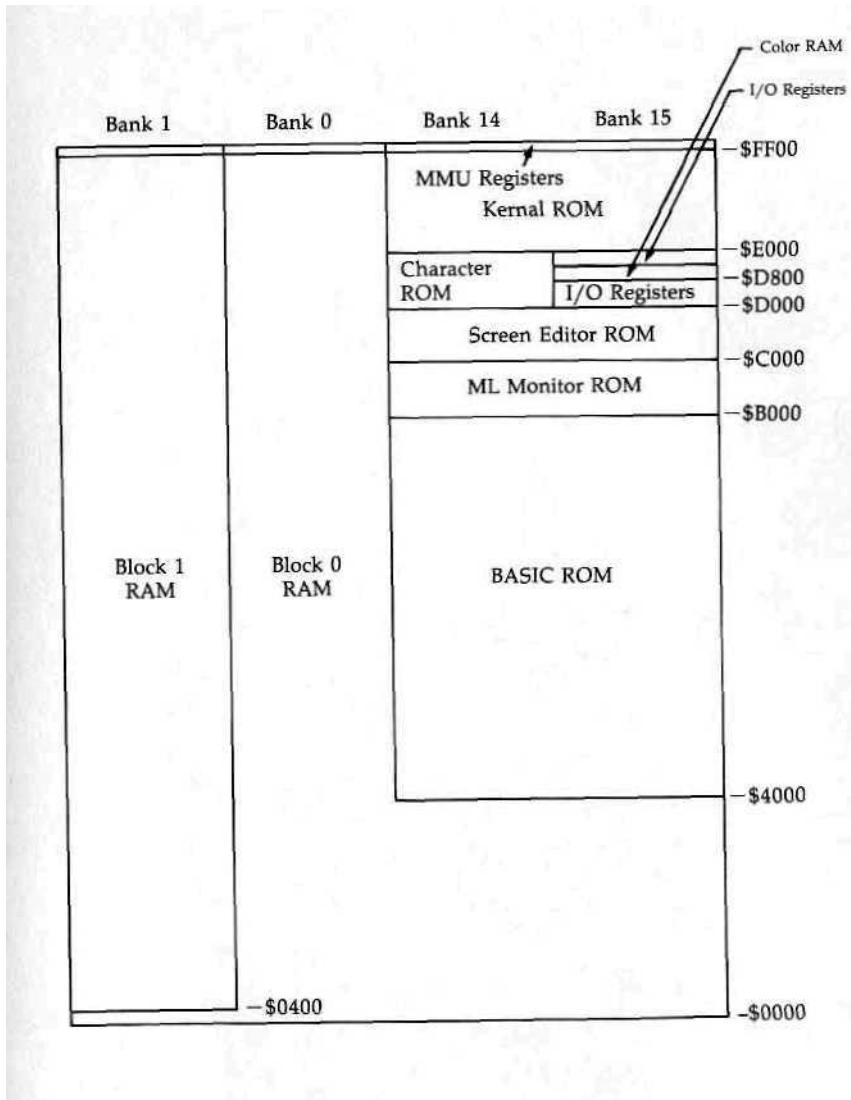 Color RAM
I/O Registers
Bank 1 Bank 0 Bank 14 Bank 15
–$FF00
MMU Registers
Kernal ROM
–$E000
Character
ROM
–$D800
I/O Registers
–$D000
Screen Editor ROM
–$C000
ML Monitor ROM
–$B000
Block 1
RAM
Block 0
RAM
BASIC ROM
–$4000
–$0400
–$0000